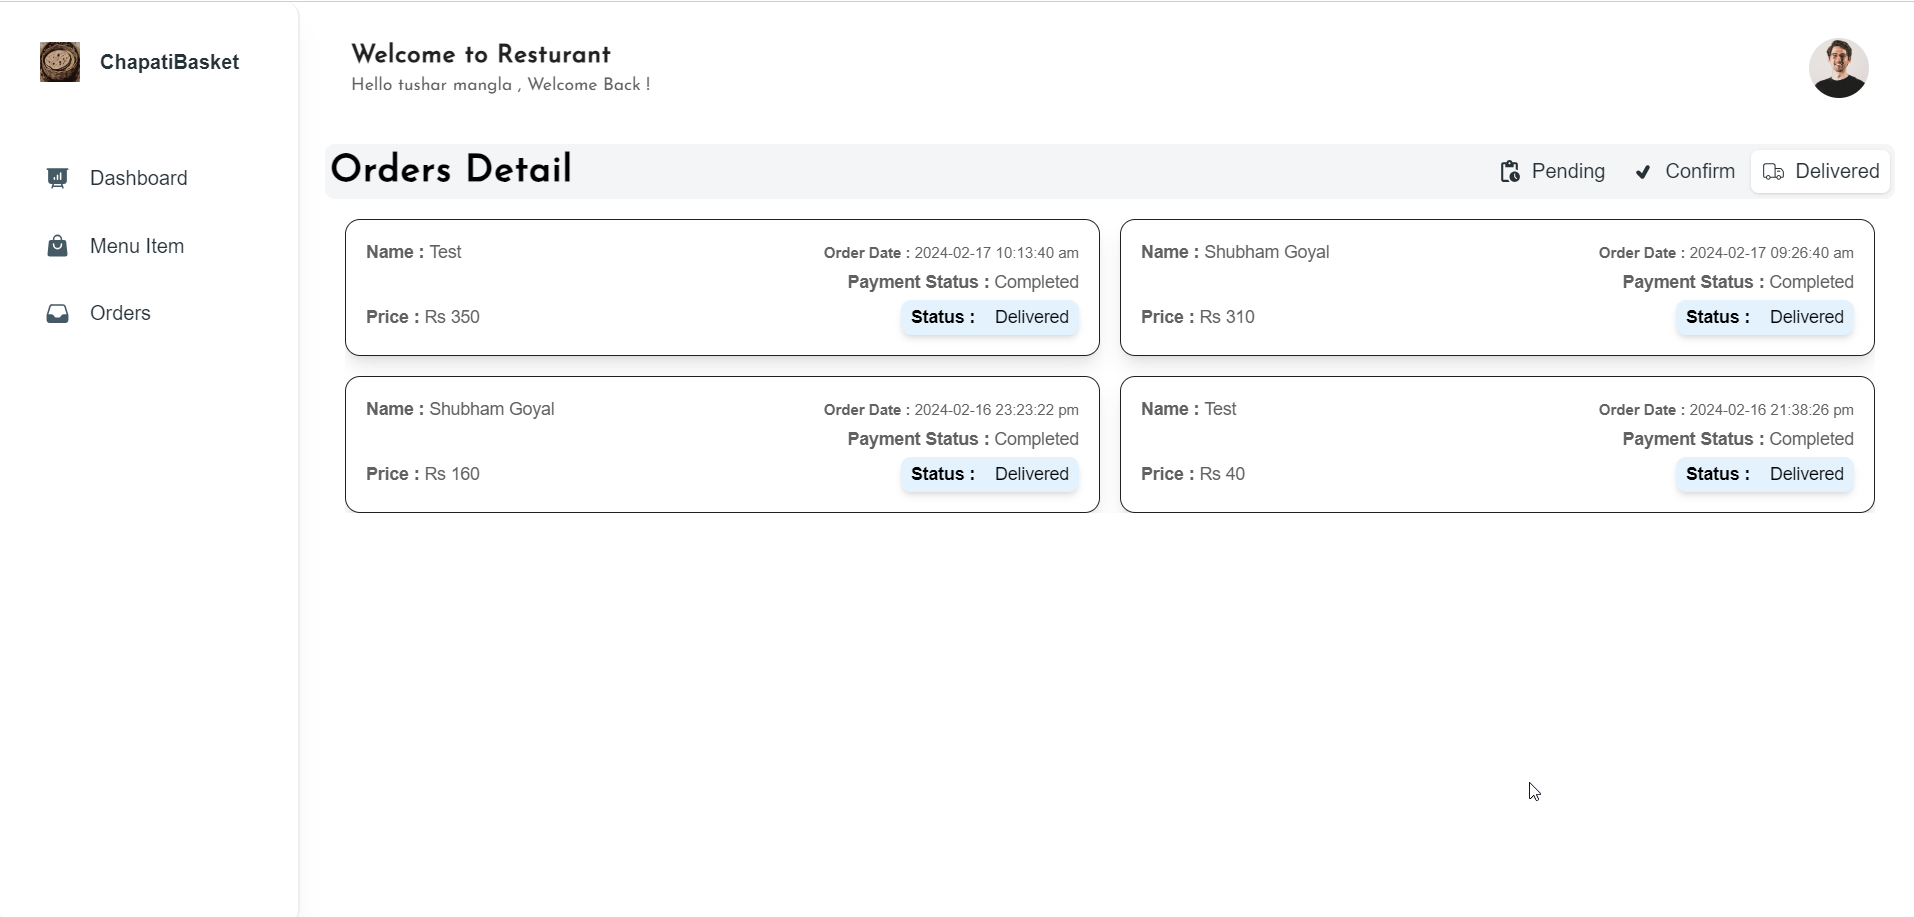 ChapatiBasket
Dashboard
Menu Item
Orders
Welcome to Resturant
Hello tushar mangla , Welcome Back !
Orders Detail
Pending
Confirm
Delivered
Name : Test
Order Date : 2024-02-17 10:13:40 am
Payment Status : Completed
Price : Rs 350
Status : Delivered
Name : Shubham Goyal
Order Date : 2024-02-17 09:26:40 am
Payment Status : Completed
Price : Rs 310
Status : Delivered
Name : Shubham Goyal
Order Date : 2024-02-16 23:23:22 pm
Payment Status : Completed
Price : Rs 160
Status : Delivered
Name : Test
Order Date : 2024-02-16 21:38:26 pm
Payment Status : Completed
Price : Rs 40
Status : Delivered